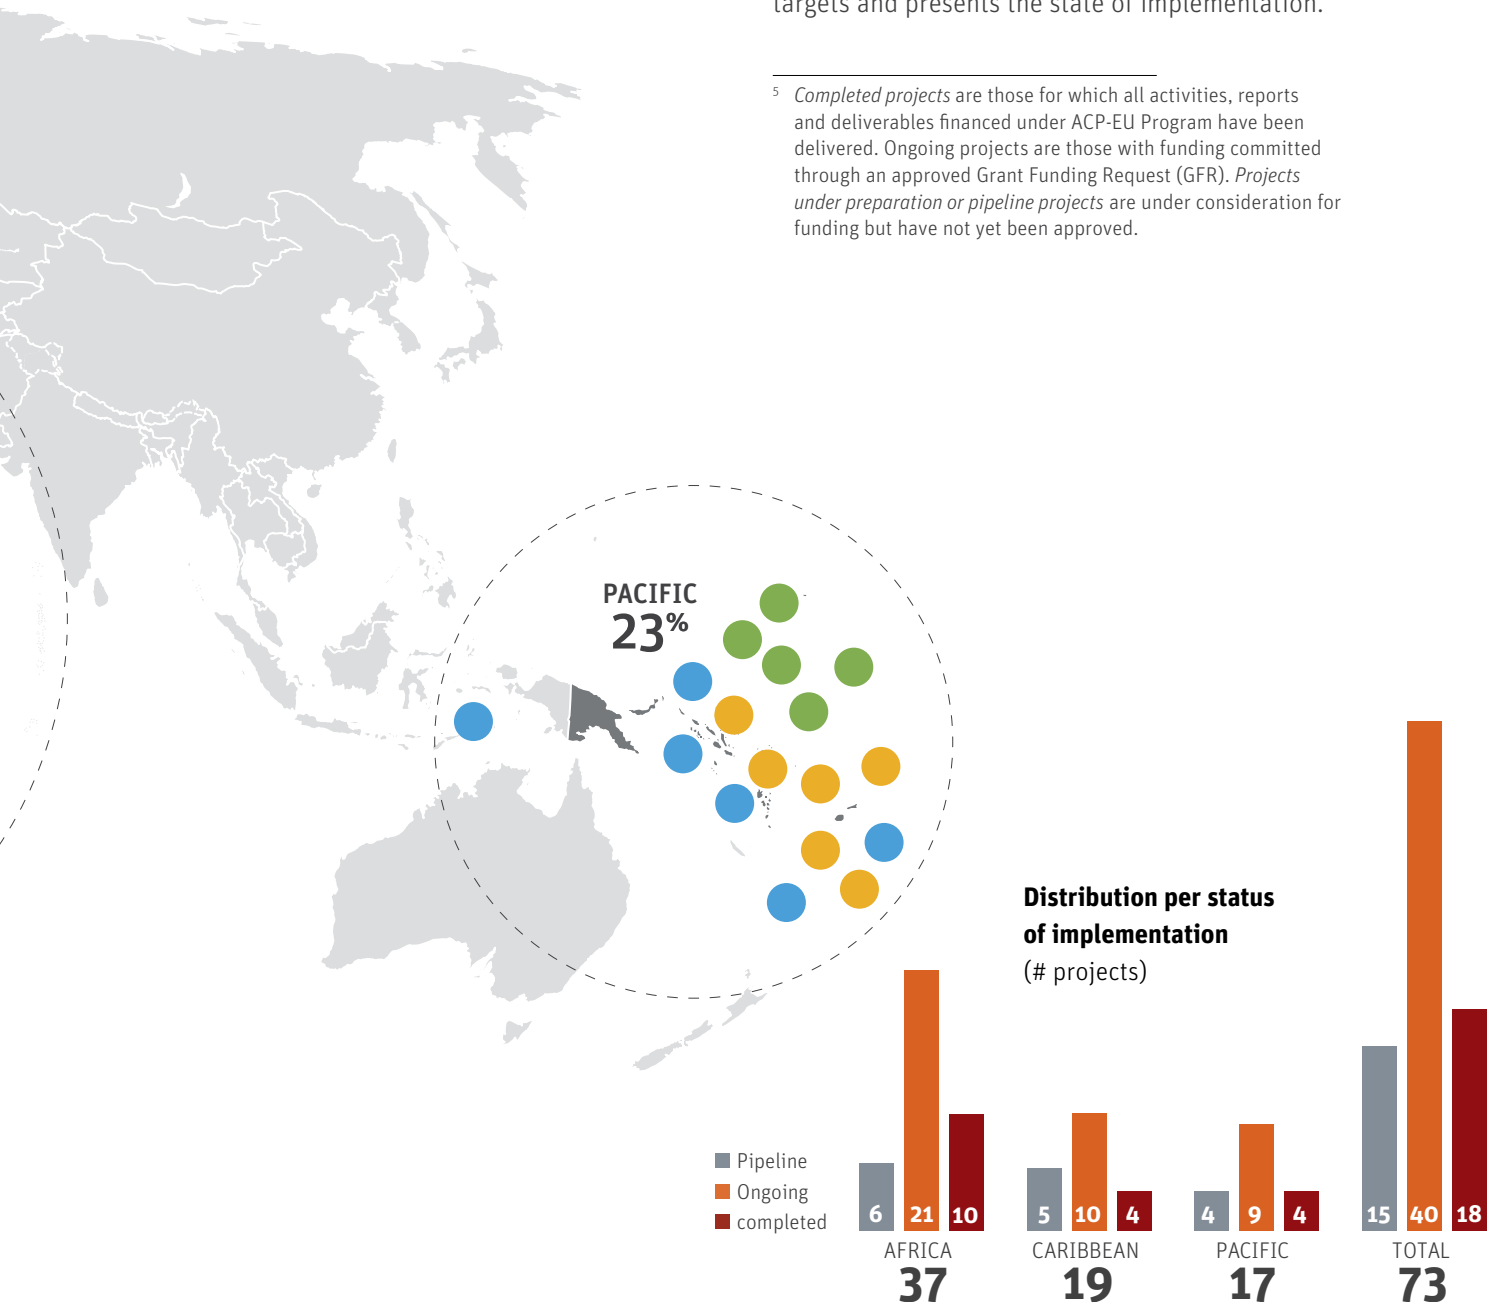 targets and presents the state of implementation.
5 Completed projects are those for which all activities, reports
and deliverables financed under ACP-EU Program have been
delivered. Ongoing projects are those with funding committed
through an approved Grant Funding Request (GFR). Projects
under preparation or pipeline projects are under consideration for
funding but have not yet been approved.
PACIFIC
23%
Distribution per status
of implementation
(# projects)
Pipeline
Ongoing
completed
6 21 10
5 10 4
4 9 4
15 40 18
AFRICA
37
CARIBBEAN
19
PACIFIC
17
TOTAL
73